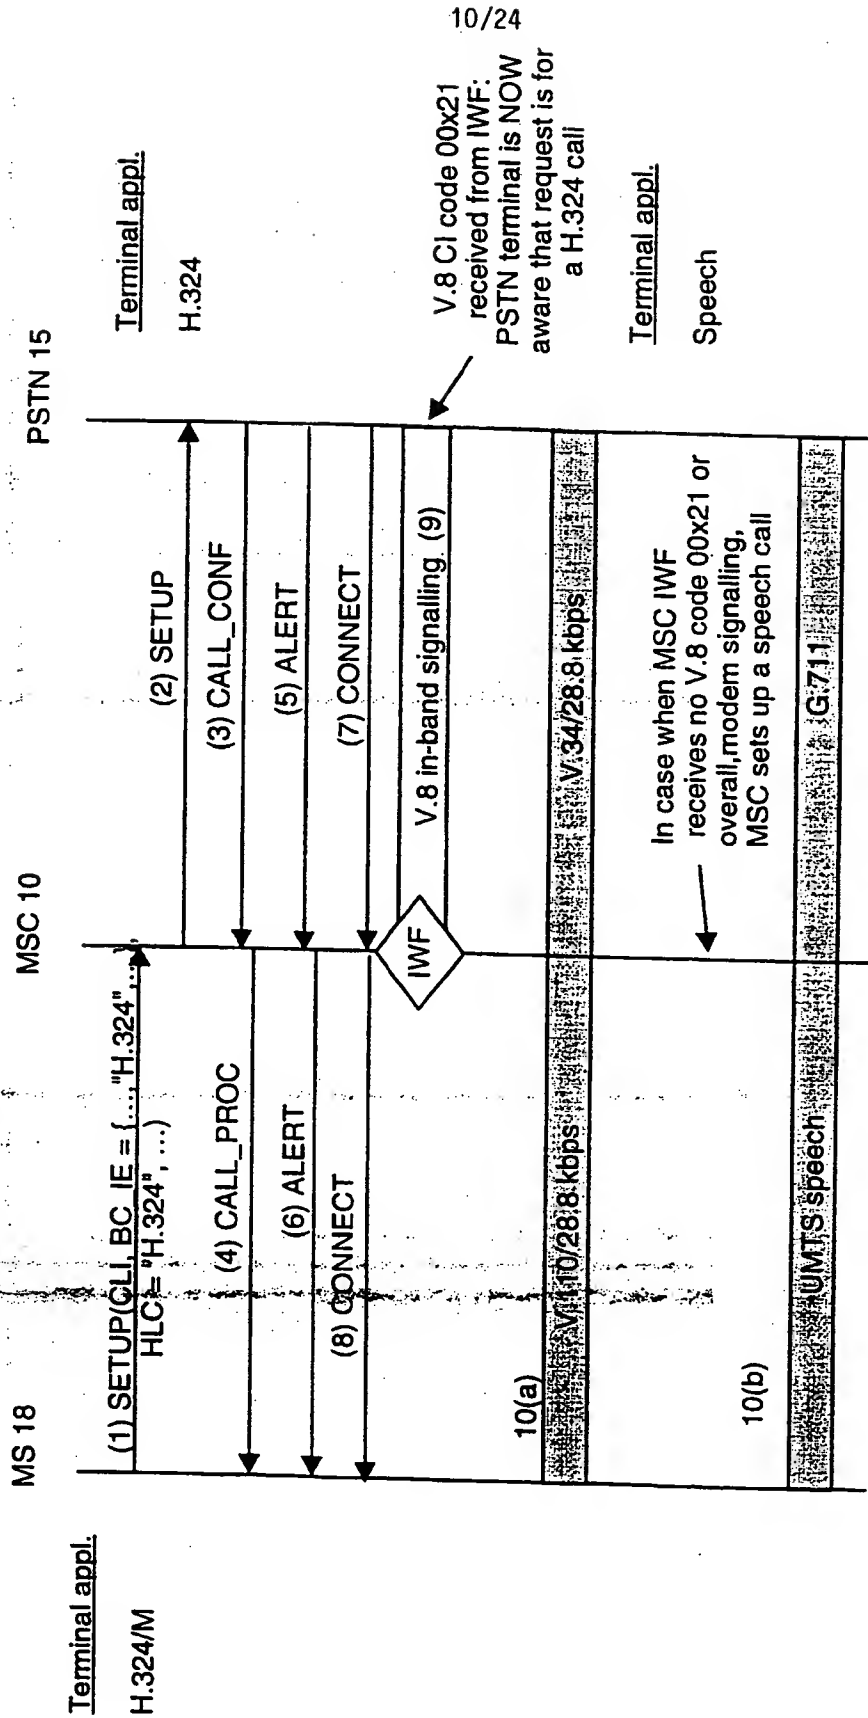 10/24
MS 18
MSC 10
PSTN 15
Terminal appl.
H.324/M
Terminal appl.
H.324
(1) SETUP(CLI, BC_IE = {...,"H.324",...},
HLC = "H.324", ...)
(2) SETUP
(3) CALL_CONF
(4) CALL_PROC
(5) ALERT
(6) ALERT
(7) CONNECT
(8) CONNECT
IWF
V.8 in-band signalling (9)
V.8 CI code 00x21
received from IWF:
PSTN terminal is NOW
aware that request is for
a H.324 call
10(a)
V.110/28.8 kbps
V.34/28.8 kbps
In case when MSC IWF
receives no V.8 code 00x21 or
overall,modem signalling,
MSC sets up a speech call
Terminal appl.
Speech
10(b)
UMTS speech
G.711